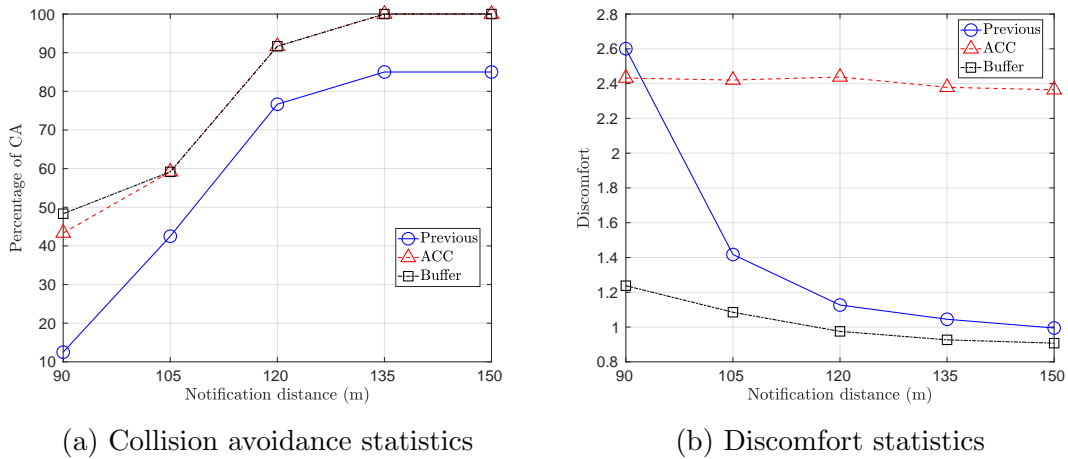 100
90
80
70
60
50
40
30
20
10
Percentage of CA
90 105 120 135 150
Notification distance (m)
Previous
ACC
Buffer
(a) Collision avoidance statistics
2.8
2.6
2.4
2.2
2
1.8
1.6
1.4
1.2
1
0.8
Discomfort
90 105 120 135 150
Notification distance (m)
Previous
ACC
Buffer
(b) Discomfort statistics